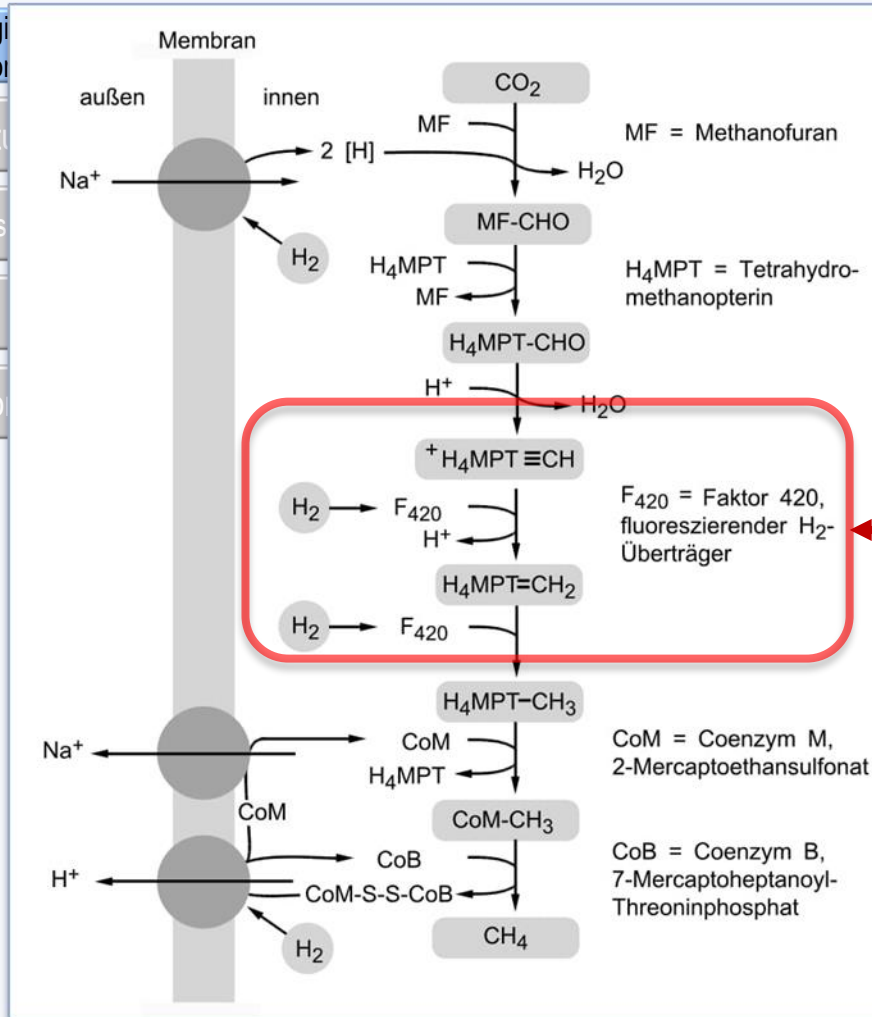 Membran
außen innen
CO₂
MF
MF = Methanofuran
2 [H]
H₂O
Na⁺
MF-CHO
H₂
H₄MPT
MF
H₄MPT = Tetrahydro-
methanopterin
H₄MPT-CHO
H⁺
H₂O
⁺H₄MPT≡CH
H₂
F₄₂₀
H⁺
F₄₂₀ = Faktor 420,
fluoreszierender H₂-
Überträger
H₄MPT=CH₂
H₂
F₄₂₀
H₄MPT−CH₃
Na⁺
CoM
H₄MPT
CoM = Coenzym M,
2-Mercaptoethansulfonat
CoM
CoM-CH₃
H⁺
CoB
CoM-S-S-CoB
CoB = Coenzym B,
7-Mercaptoheptanoyl-
Threoninphosphat
H₂
CH₄